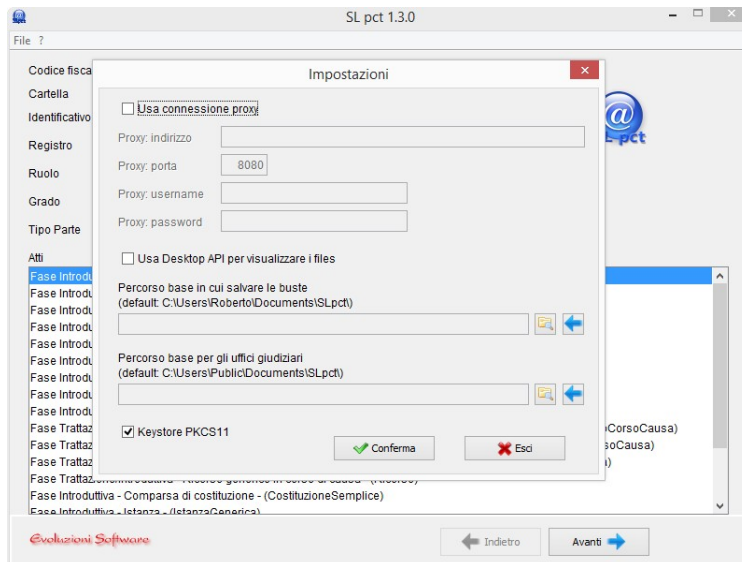 SL pct 1.3.0
File ?
Impostazioni
Codice fisca
Cartella
Identificativo
Registro
Ruolo
Grado
Tipo Parte
Atti
@
L pct
Usa connessione proxy
Proxy: indirizzo
Proxy: porta 8080
Proxy: username
Proxy: password
Usa Desktop API per visualizzare i files
Percorso base in cui salvare le buste
(default: C:\Users\Roberto\Documents\SLpct\)
Percorso base per gli uffici giudiziari
(default: C:\Users\Public\Documents\SLpct\)
Keystore PKCS11
Conferma
Esci
Fase Introdu
Fase Introdu
Fase Introdu
Fase Introdu
Fase Introdu
Fase Introdu
Fase Introdu
Fase Introdu
Fase Introdu
Fase Trattaz oCorsoCausa)
Fase Trattaz soCausa)
Fase Trattaz
Fase Introduttiva - Comparsa di costituzione - (CostituzioneSemplice)
Fase Introduttiva - Istanza - (IstanzaGenerica)
Evoluzioni Software
Indietro
Avanti